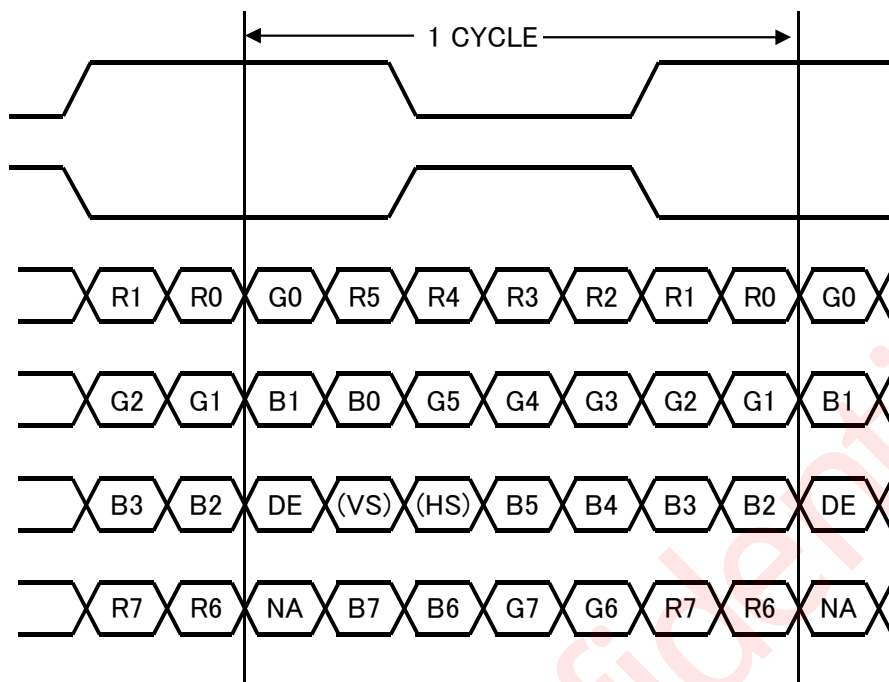 1 CYCLE
R1 R0 G0 R5 R4 R3 R2 R1 R0 G0
G2 G1 B1 B0 G5 G4 G3 G2 G1 B1
B3 B2 DE (VS) (HS) B5 B4 B3 B2 DE
R7 R6 NA B7 B6 G7 G6 R7 R6 NA